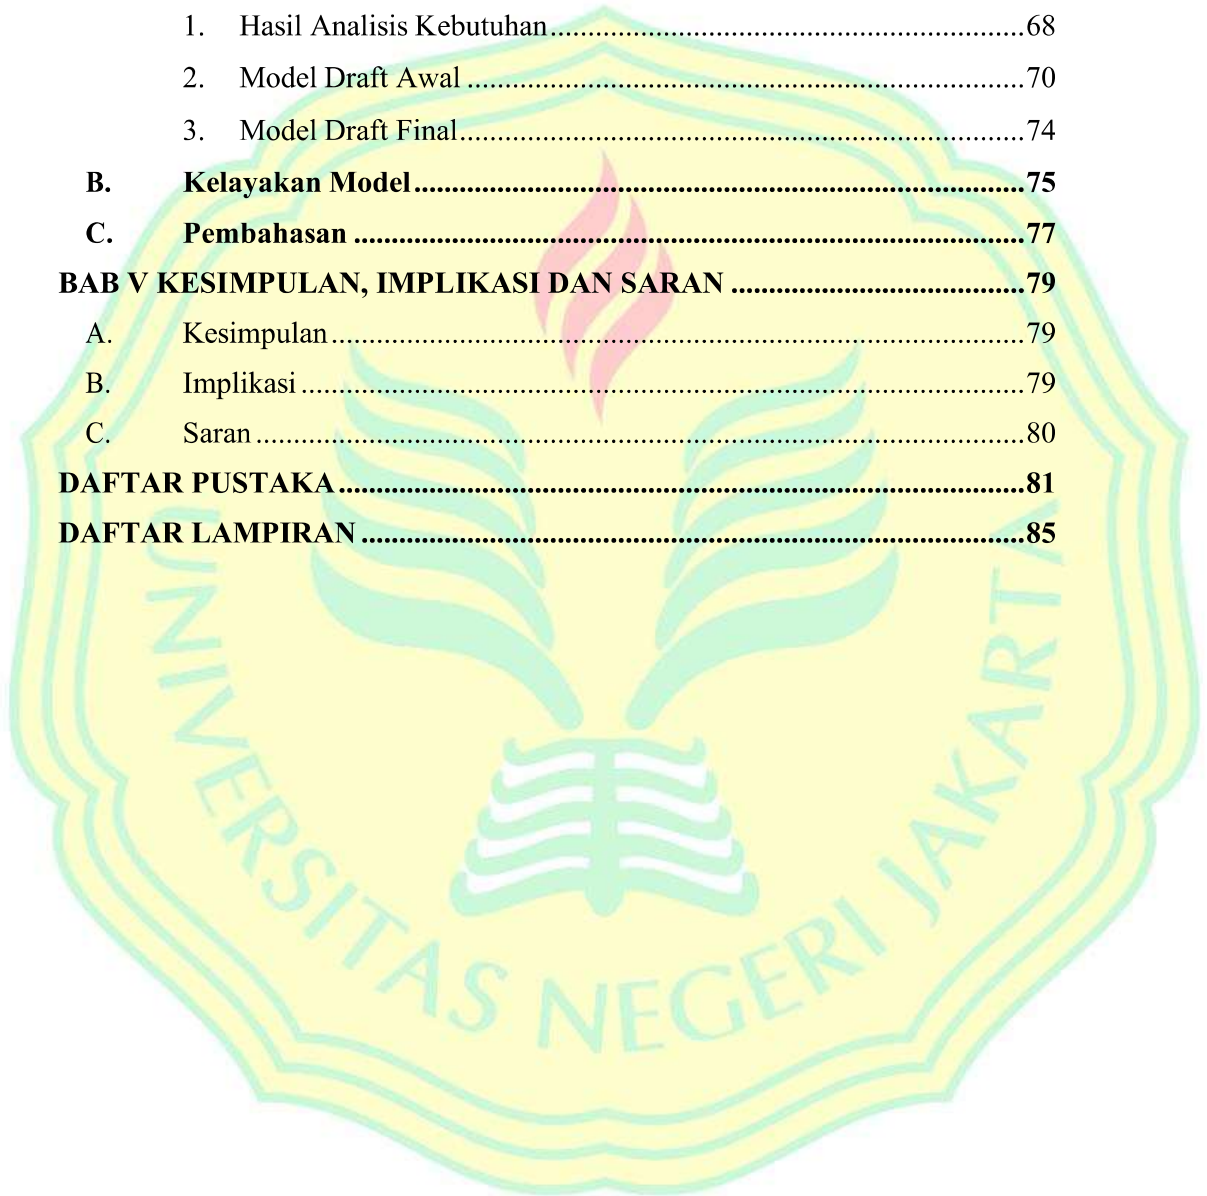 1. Hasil Analisis Kebutuhan................................................................68
2. Model Draft Awal ...........................................................................70
3. Model Draft Final............................................................................74
B. Kelayakan Model..................................................................................75
C. Pembahasan ..........................................................................................77
BAB V KESIMPULAN, IMPLIKASI DAN SARAN .......................................79
A. Kesimpulan.............................................................................................79
B. Implikasi .................................................................................................79
C. Saran .......................................................................................................80
DAFTAR PUSTAKA............................................................................................81
DAFTAR LAMPIRAN .........................................................................................85
UNIVERSITAS NEGERI JAKARTA